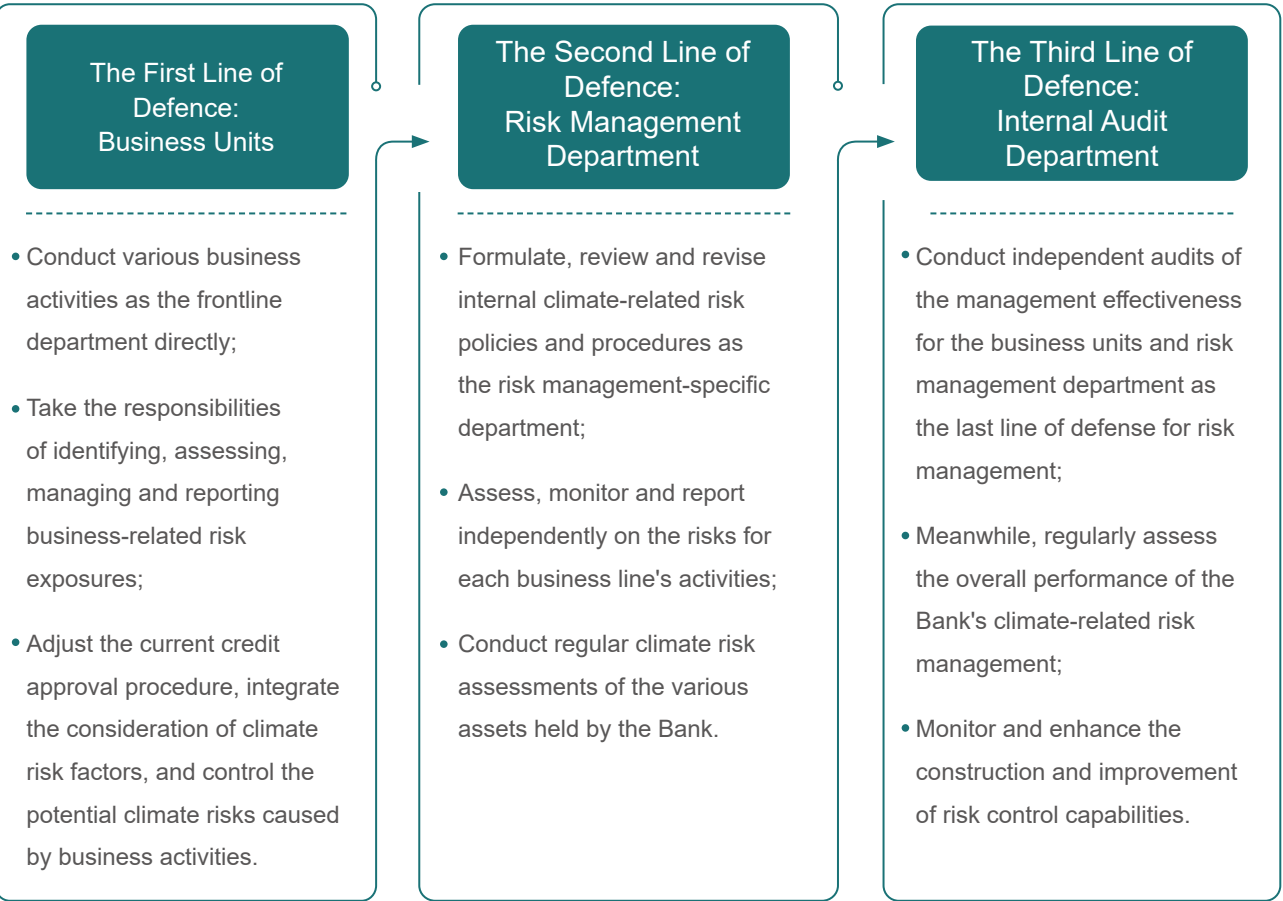 The First Line of
Defence:
Business Units
• Conduct various business
activities as the frontline
department directly;
• Take the responsibilities
of identifying, assessing,
managing and reporting
business-related risk
exposures;
• Adjust the current credit
approval procedure, integrate
the consideration of climate
risk factors, and control the
potential climate risks caused
by business activities.
The Second Line of
Defence:
Risk Management
Department
• Formulate, review and revise
internal climate-related risk
policies and procedures as
the risk management-specific
department;
• Assess, monitor and report
independently on the risks for
each business line's activities;
• Conduct regular climate risk
assessments of the various
assets held by the Bank.
The Third Line of
Defence:
Internal Audit
Department
• Conduct independent audits of
the management effectiveness
for the business units and risk
management department as
the last line of defense for risk
management;
• Meanwhile, regularly assess
the overall performance of the
Bank's climate-related risk
management;
• Monitor and enhance the
construction and improvement
of risk control capabilities.